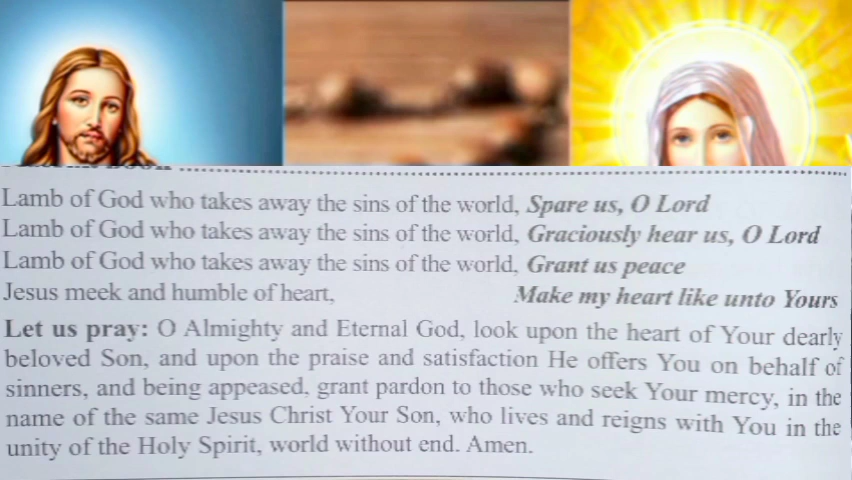 Lamb of God who takes away the sins of the world, Spare us, O Lord
Lamb of God who takes away the sins of the world, Graciously hear us, O Lord
Lamb of God who takes away the sins of the world, Grant us peace
Jesus meek and humble of heart, Make my heart like unto Yours
Let us pray: O Almighty and Eternal God, look upon the heart of Your dearly
beloved Son, and upon the praise and satisfaction He offers You on behalf of
sinners, and being appeased, grant pardon to those who seek Your mercy, in the
name of the same Jesus Christ Your Son, who lives and reigns with You in the
unity of the Holy Spirit, world without end. Amen.